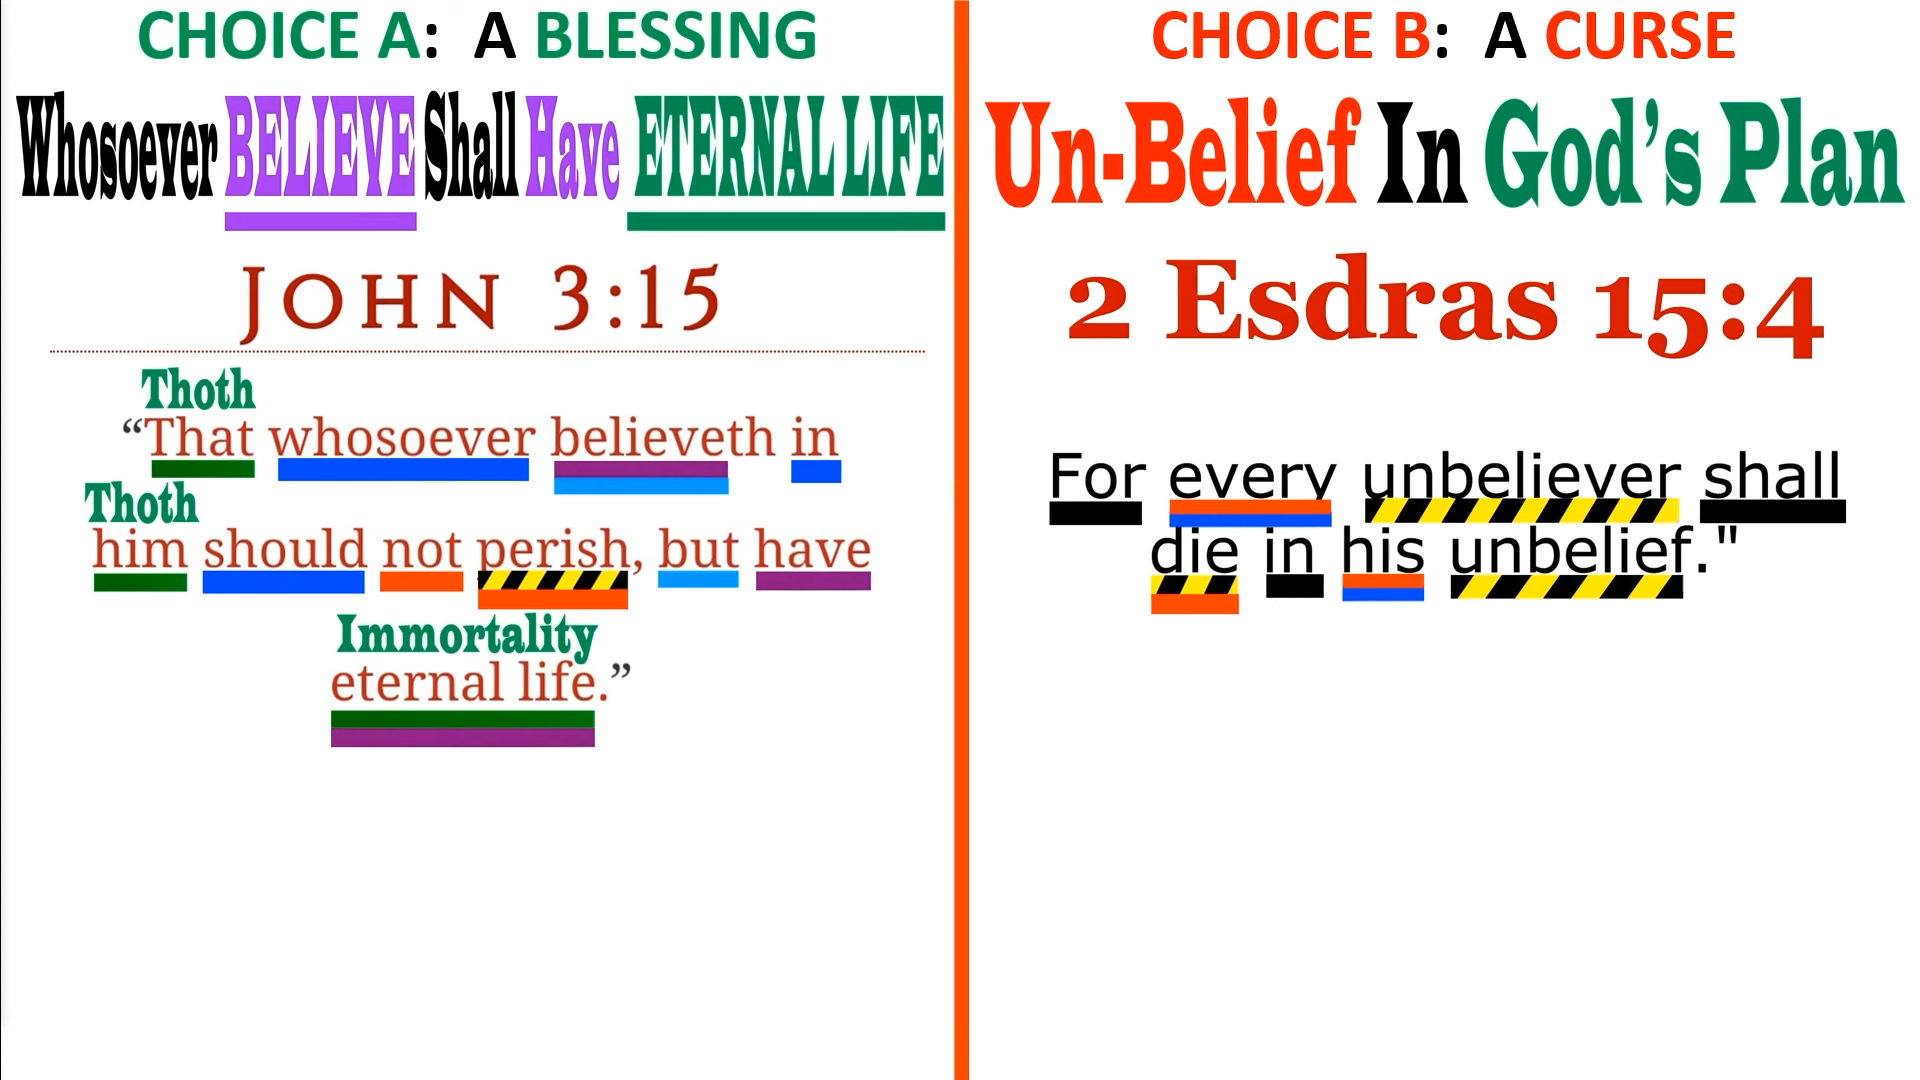 CHOICE A: A BLESSING
Whosoever BELIEVE Shall Have ETERNAL LIFE
JOHN 3:15
Thoth
“That whosoever believeth in
Thoth
him should not perish, but have
Immortality
eternal life.”
CHOICE B: A CURSE
Un-Belief In God’s Plan
2 Esdras 15:4
For every unbeliever shall
die in his unbelief."